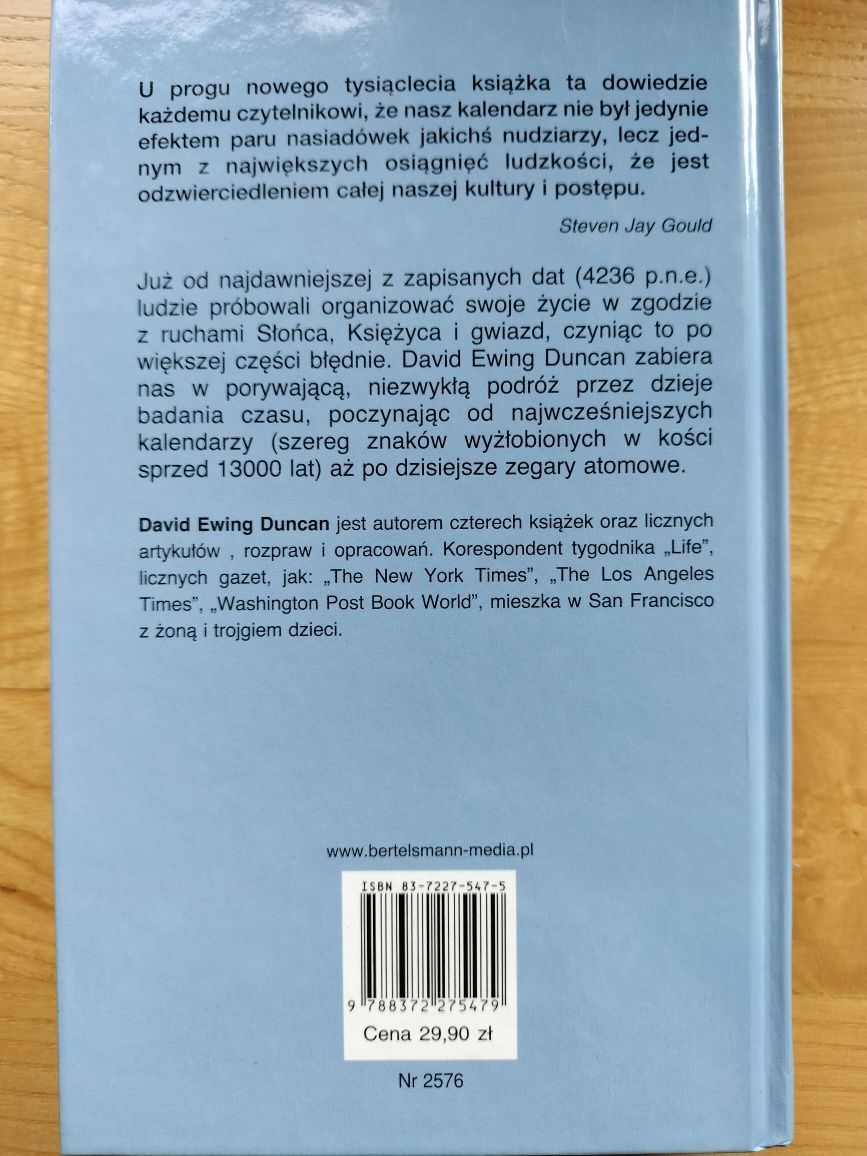 U progu nowego tysiąclecia książka ta dowiedzie
każdemu czytelnikowi, że nasz kalendarz nie był jedynie
efektem paru nasiadówek jakichś nudziarzy, lecz jed-
nym z największych osiągnięć ludzkości, że jest
odzwierciedleniem całej naszej kultury i postępu.
Steven Jay Gould
Już od najdawniejszej z zapisanych dat (4236 p.n.e.)
ludzie próbowali organizować swoje życie w zgodzie
z ruchami Słońca, Księżyca i gwiazd, czyniąc to po
większej części błędnie. David Ewing Duncan zabiera
nas w porywającą, niezwykłą podróż przez dzieje
badania czasu, poczynając od najwcześniejszych
kalendarzy (szereg znaków wyżłobionych w kości
sprzed 13000 lat) aż po dzisiejsze zegary atomowe.
David Ewing Duncan jest autorem czterech książek oraz licznych
artykułów , rozpraw i opracowań. Korespondent tygodnika „Life”,
licznych gazet, jak: „The New York Times”, „The Los Angeles
Times”, „Washington Post Book World”, mieszka w San Francisco
z żoną i trojgiem dzieci.
www.bertelsmann-media.pl
ISBN 83-7227-547-5
9 788372 275479
Cena 29,90 zł
Nr 2576